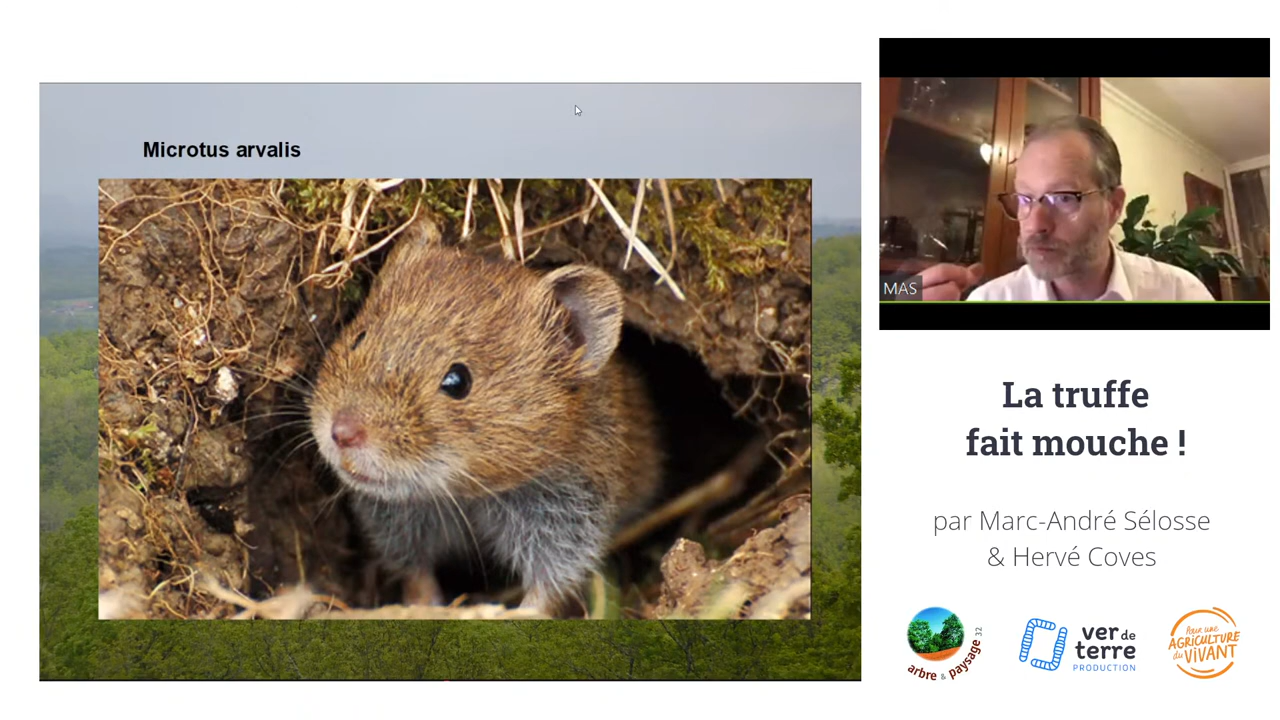 Microtus arvalis
MAS
La truffe
fait mouche !
par Marc-André Sélosse
& Hervé Coves
arbre & paysage 32
ver de
terre
PRODUCTION
Pour une
AGRICULTURE
du ViVANT